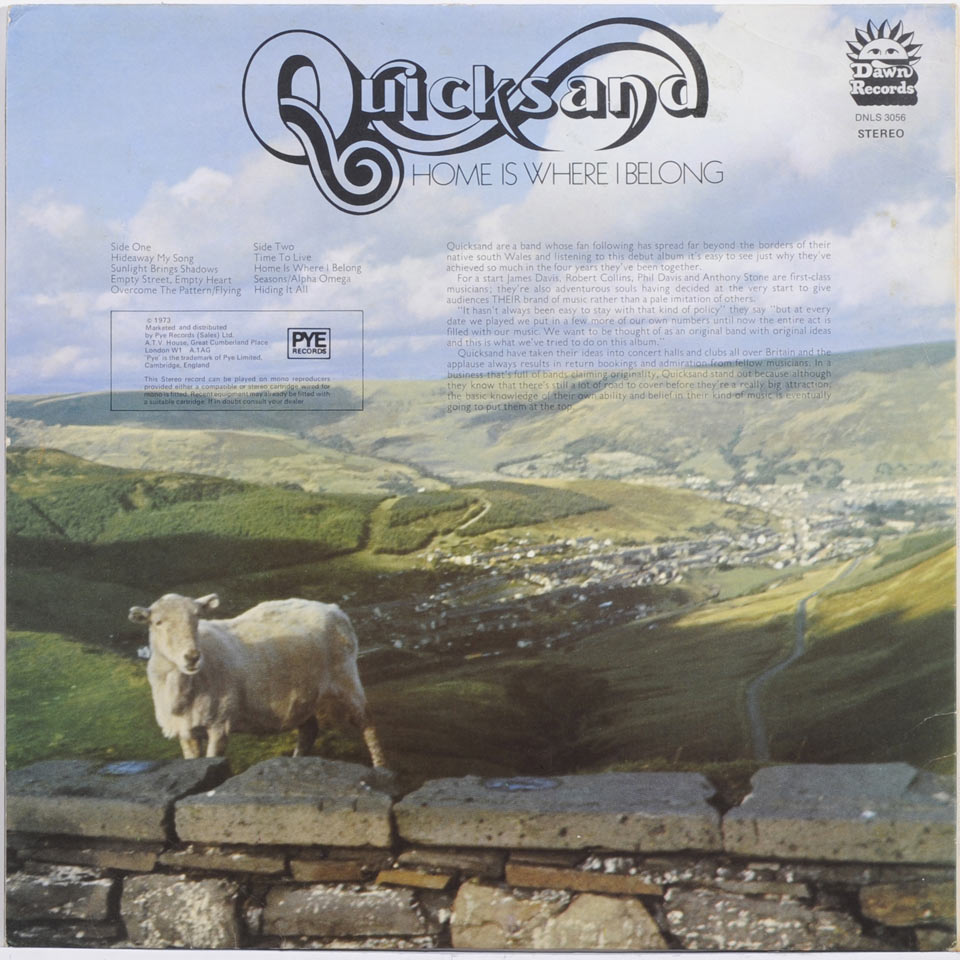 Quicksand
HOME IS WHERE I BELONG
Dawn
Records
DNLS 3056
STEREO
Side One
Hideaway My Song
Sunlight Brings Shadows
Empty Street, Empty Heart
Overcome The Pattern/Flying
Side Two
Time To Live
Home Is Where I Belong
Seasons/Alpha Omega
Hiding It All
© 1973
Marketed and distributed
by Pye Records (Sales) Ltd.
A.T.V. House, Great Cumberland Place
London W1 A.1AG
'Pye' is the trademark of Pye Limited,
Cambridge, England
PYE
RECORDS
This Stereo record can be played on mono reproducers
provided either a compatible or stereo cartridge wired for
mono is fitted. Recent equipment may already be fitted with
a suitable cartridge. If in doubt consult your dealer.
Quicksand are a band whose fan following has spread far beyond the borders of their
native south Wales and listening to this debut album it's easy to see just why they've
achieved so much in the four years they've been together.
For a start James Davis, Robert Collins, Phil Davis and Anthony Stone are first-class
musicians; they're also adventurous souls having decided at the very start to give
audiences THEIR brand of music rather than a pale imitation of others.
"It hasn't always been easy to stay with that kind of policy" they say "but at every
date we played we put in a few more of our own numbers until now the entire act is
filled with our music. We want to be thought of as an original band with original ideas
and this is what we've tried to do on this album."
Quicksand have taken their ideas into concert halls and clubs all over Britain and the
applause always results in return bookings and admiration from fellow musicians. In a
business that's full of bands claiming originality, Quicksand stand out because although
they know that there's still a lot of road to cover before they're a really big attraction;
the basic knowledge of their own ability and belief in their kind of music is eventually
going to put them at the top.